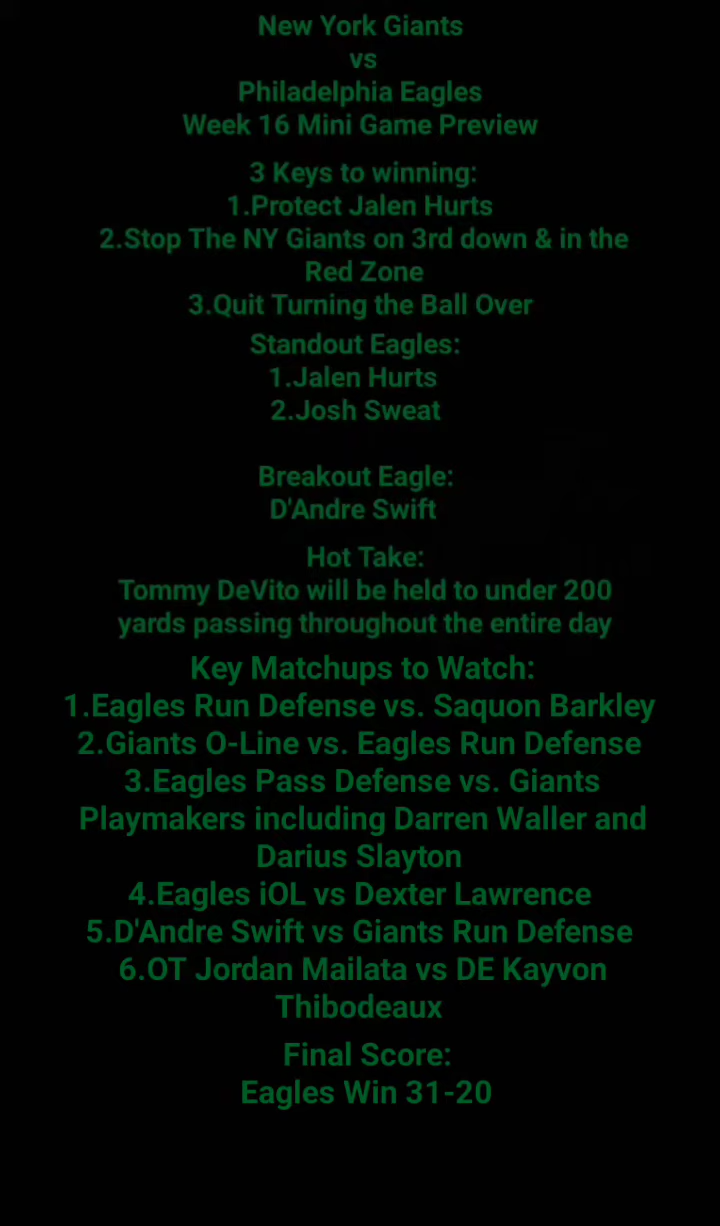 New York Giants
vs
Philadelphia Eagles
Week 16 Mini Game Preview
3 Keys to winning:
1.Protect Jalen Hurts
2.Stop The NY Giants on 3rd down & in the
Red Zone
3.Quit Turning the Ball Over
Standout Eagles:
1.Jalen Hurts
2.Josh Sweat
Breakout Eagle:
D'Andre Swift
Hot Take:
Tommy DeVito will be held to under 200
yards passing throughout the entire day
Key Matchups to Watch:
1.Eagles Run Defense vs. Saquon Barkley
2.Giants O-Line vs. Eagles Run Defense
3.Eagles Pass Defense vs. Giants
Playmakers including Darren Waller and
Darius Slayton
4.Eagles iOL vs Dexter Lawrence
5.D'Andre Swift vs Giants Run Defense
6.OT Jordan Mailata vs DE Kayvon
Thibodeaux
Final Score:
Eagles Win 31-20